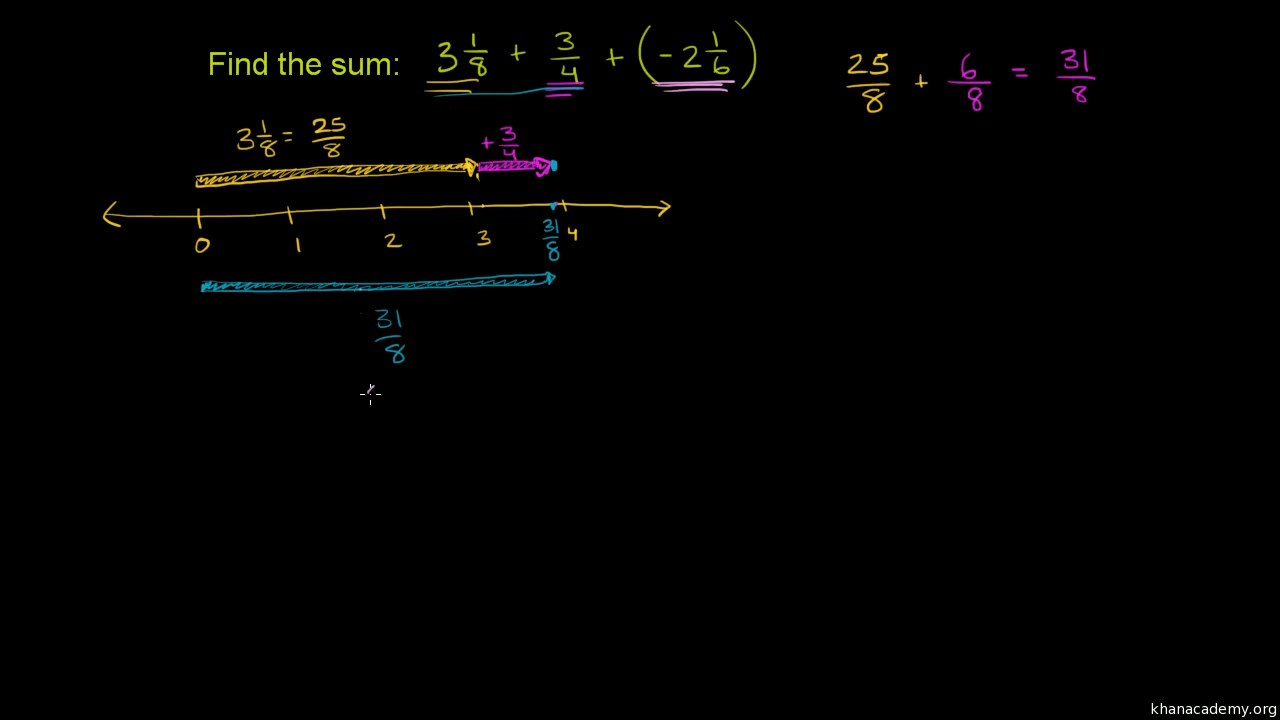 Find the sum: 3 1/8 + 3/4 + (-2 1/6)
25/8 + 6/8 = 31/8
3 1/8 = 25/8
+ 3/4
0 1 2 3 31/8 4
31/8
khanacademy.org